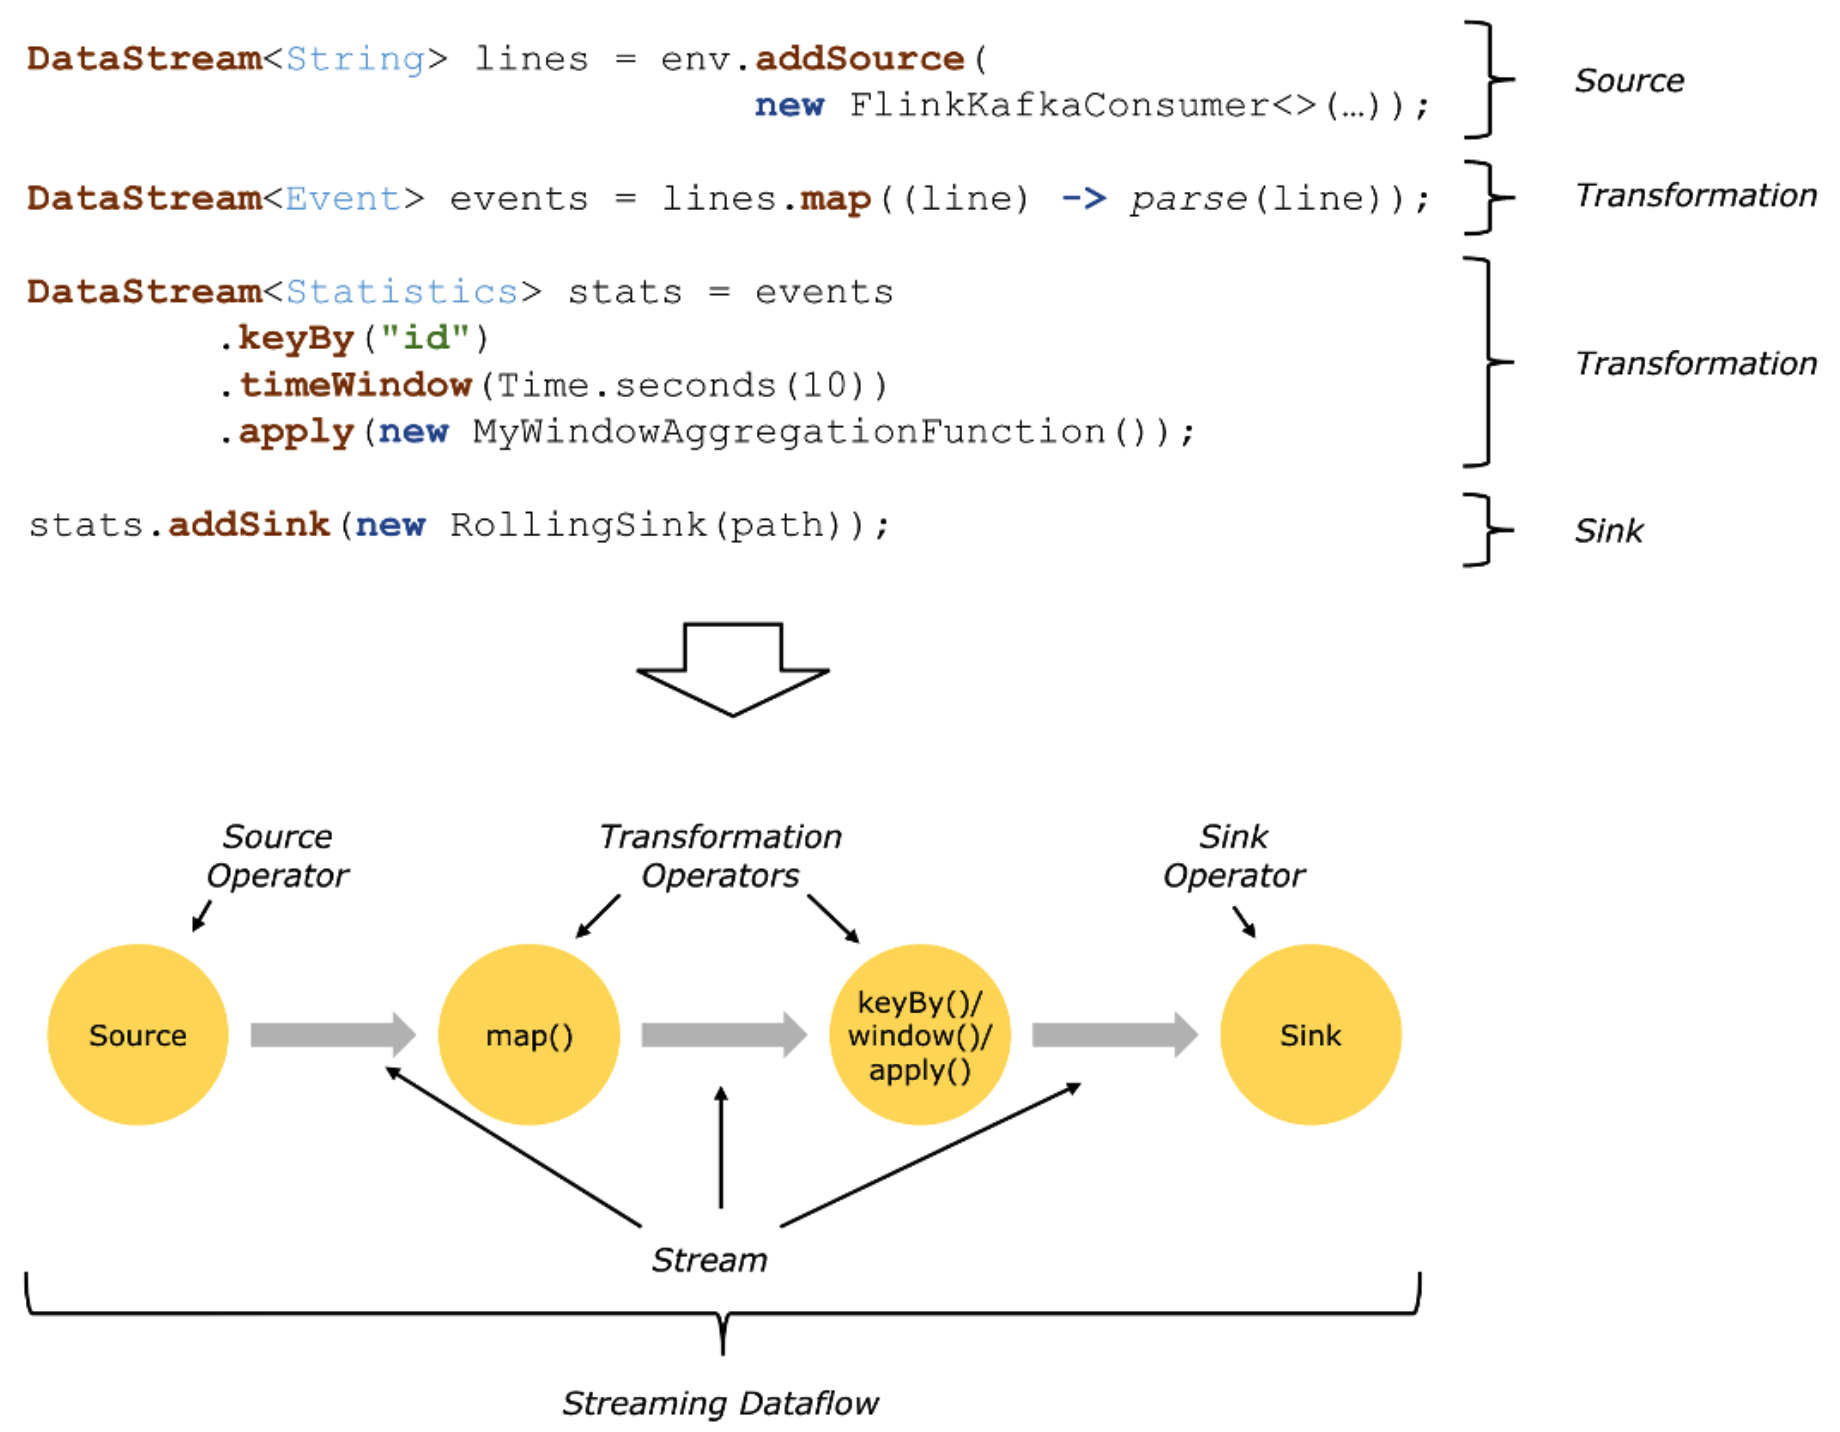 DataStream<String> lines = env.addSource(
new FlinkKafkaConsumer<>(…));
Source
DataStream<Event> events = lines.map((line) -> parse(line));
Transformation
DataStream<Statistics> stats = events
.keyBy("id")
.timeWindow(Time.seconds(10))
.apply(new MyWindowAggregationFunction());
Transformation
stats.addSink(new RollingSink(path));
Sink
Source
Operator
Transformation
Operators
Sink
Operator
Source
map()
keyBy()/
window()/
apply()
Sink
Stream
Streaming Dataflow